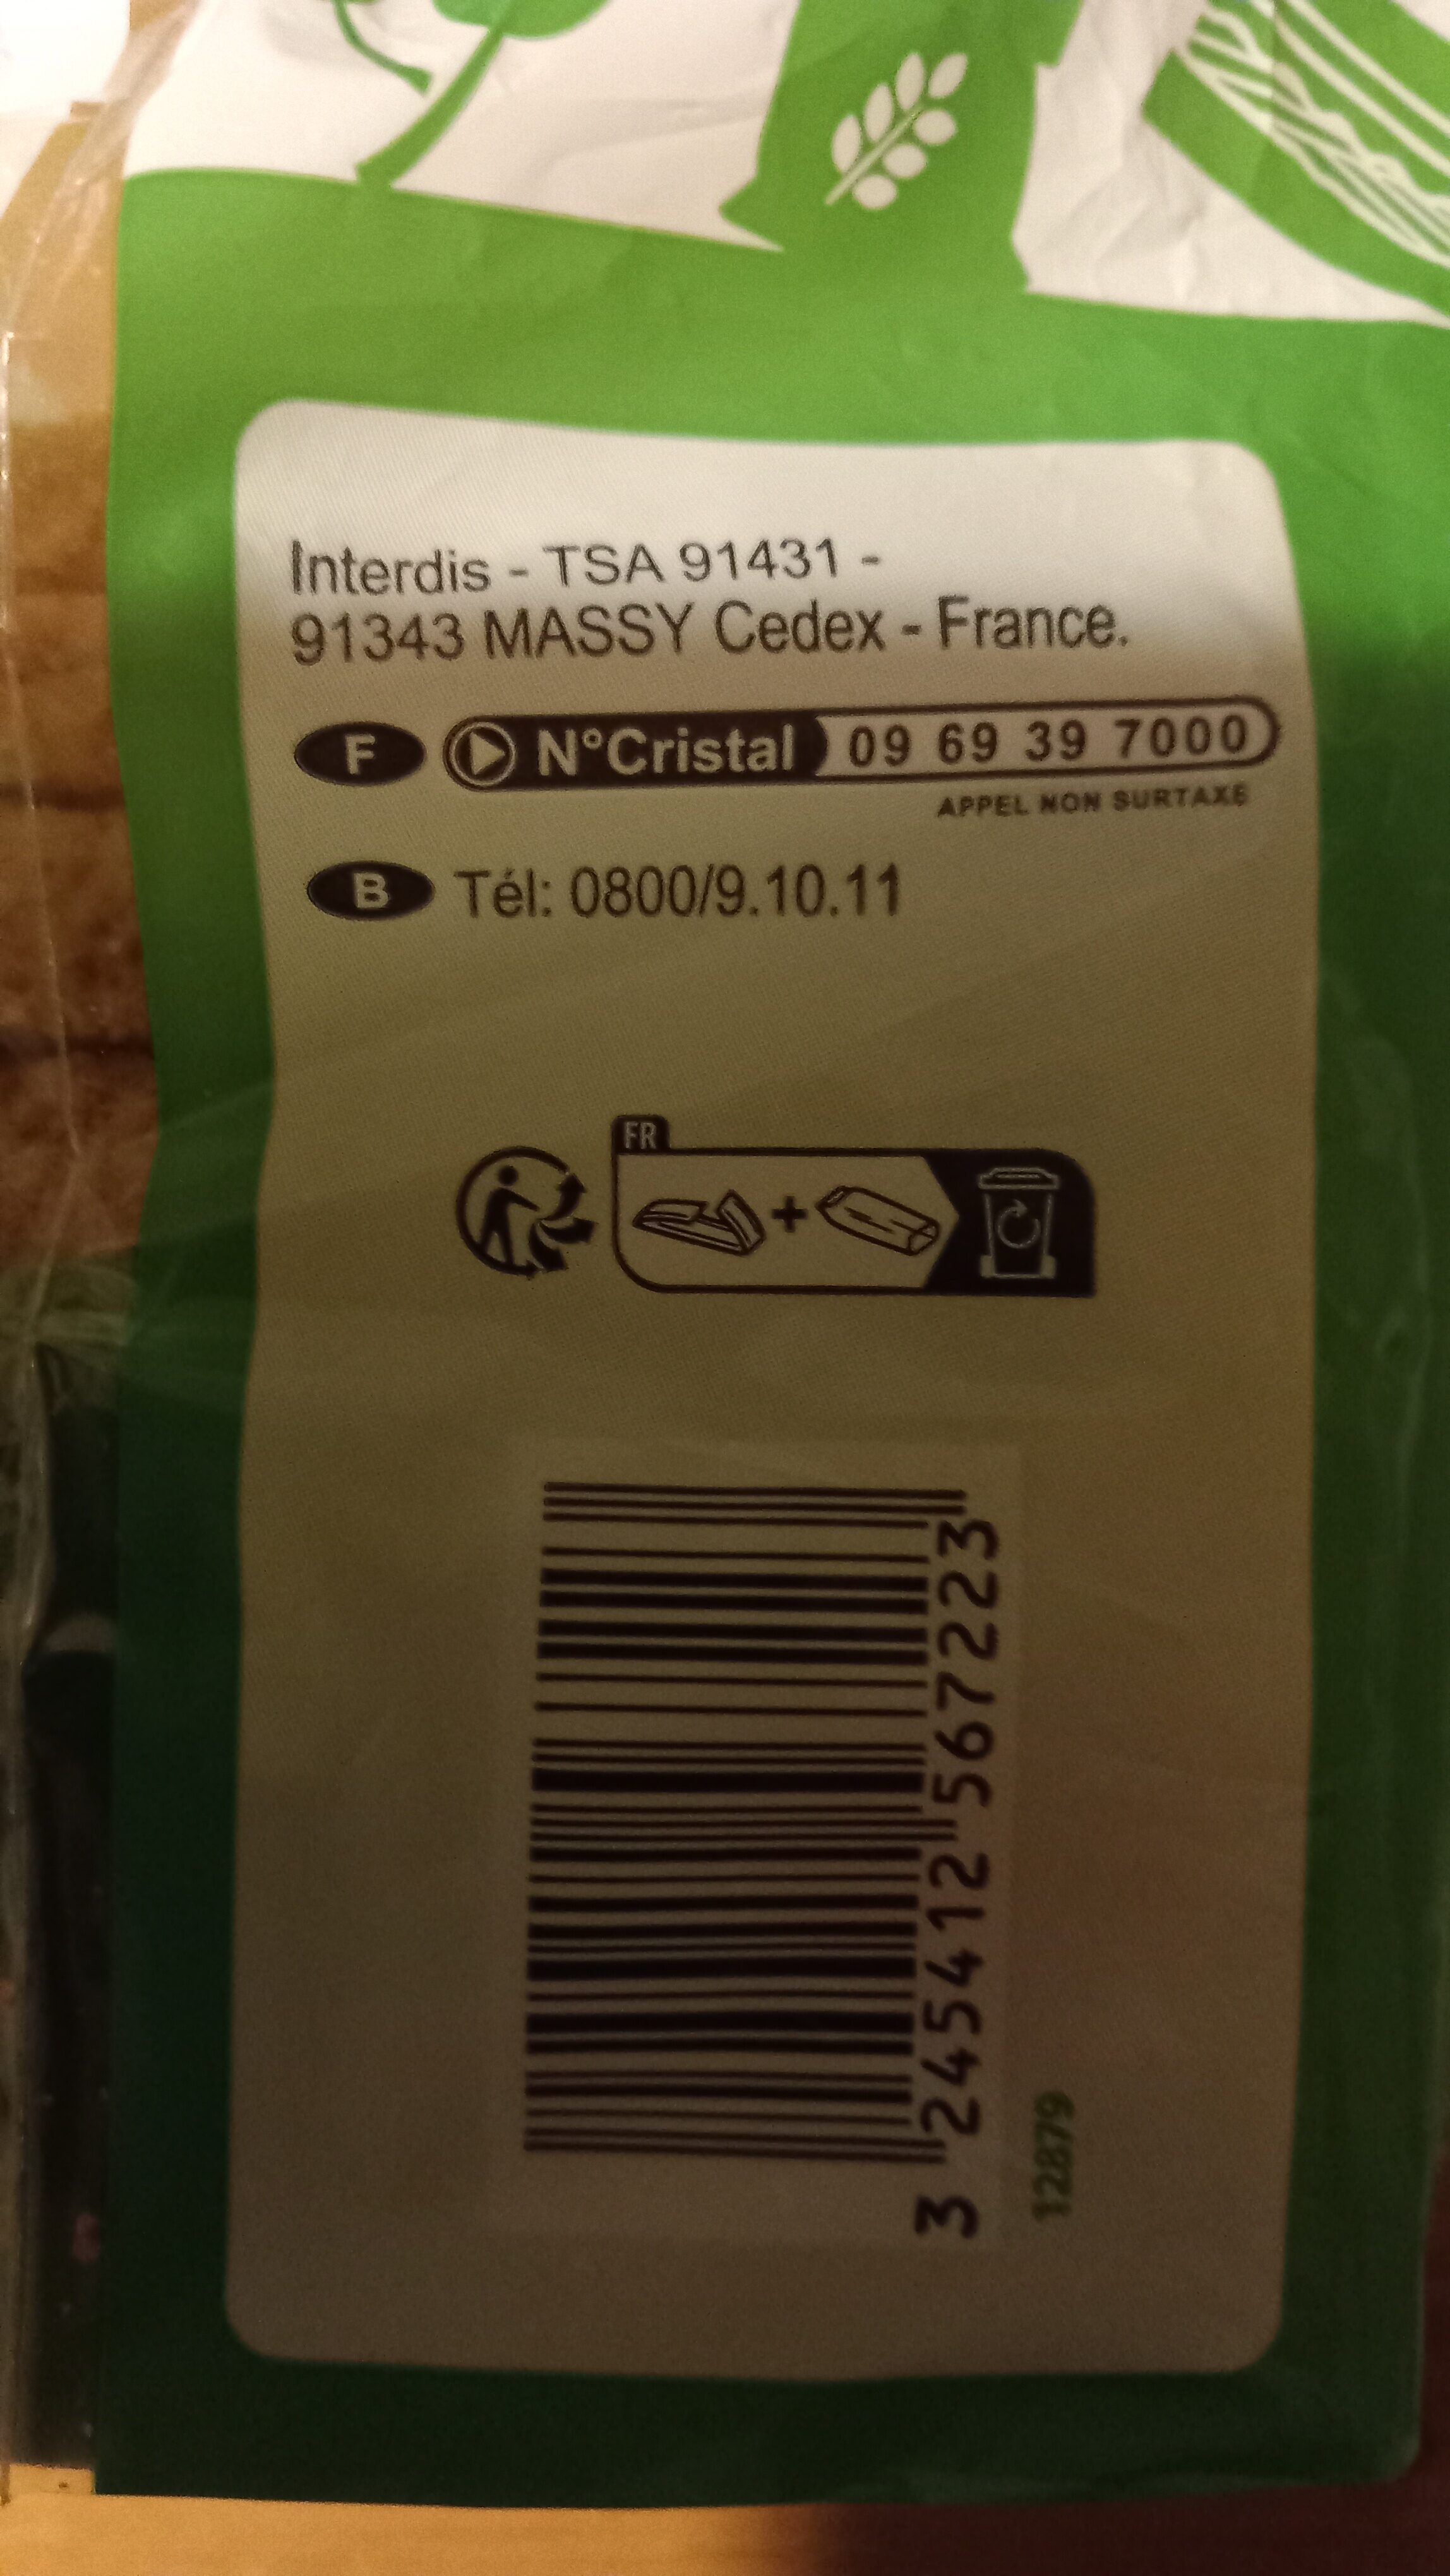 Interdis - TSA 91431 -
91343 MASSY Cedex - France.
F N°Cristal 09 69 39 7000
APPEL NON SURTAXÉ
B Tél: 0800/9.10.11
FR
3 245412 567223
12879